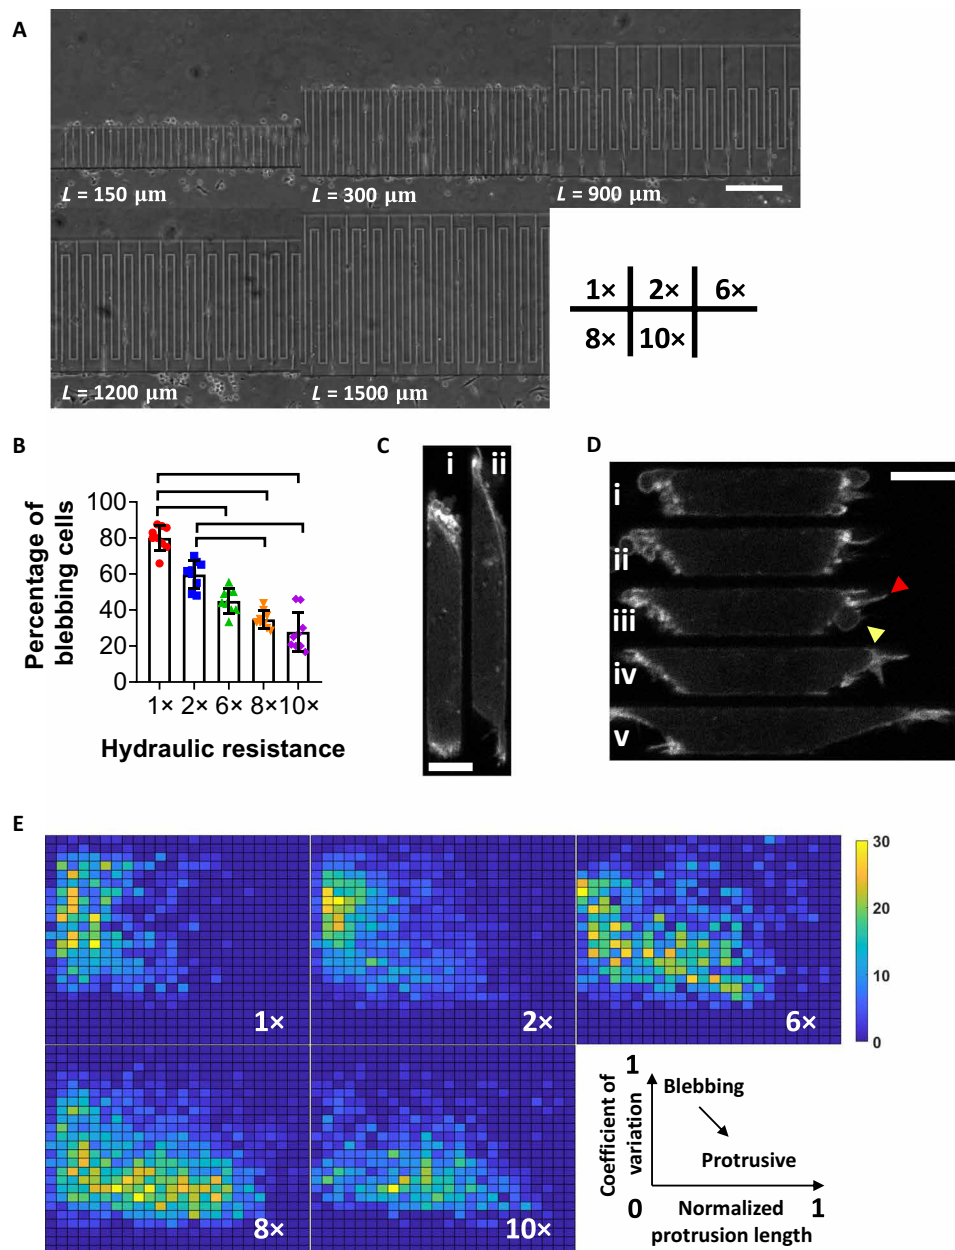 A
L = 150 µm
L = 300 µm
L = 900 µm
L = 1200 µm
L = 1500 µm
1× 2× 6×
8× 10×
B
Percentage of
blebbing cells
100
80
60
40
20
0
1× 2× 6× 8× 10×
Hydraulic resistance
C
i ii
D
i
ii
iii
iv
v
E
1×
2×
6×
30
20
10
0
8×
10×
Coefficient of
variation
1
Blebbing
Protrusive
0
1
Normalized
protrusion length